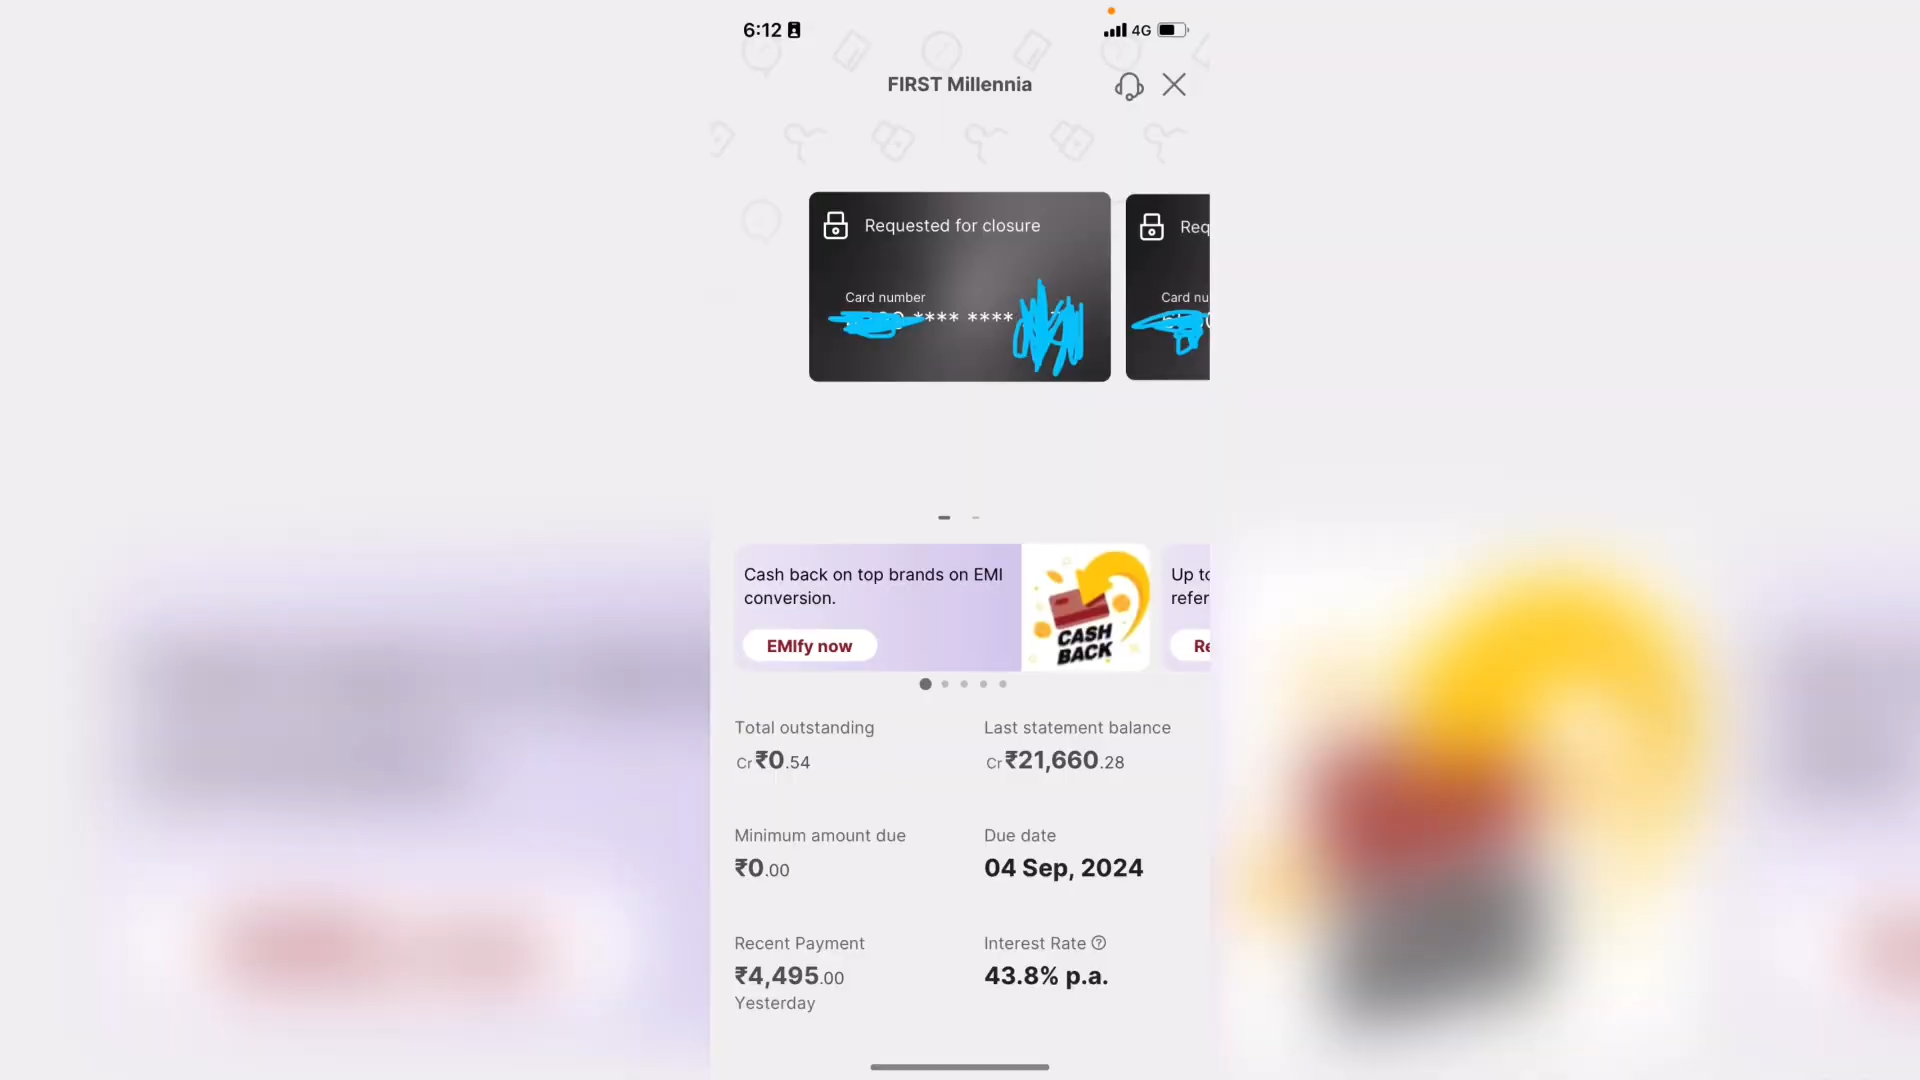 6:12
4G
FIRST Millennia
Requested for closure
Req
Card number
**** ****
Card nu
Cash back on top brands on EMI
conversion.
EMIfy now
CASH
BACK
Up to
refer
Re
Total outstanding
Last statement balance
Cr ₹0.54
Cr ₹21,660.28
Minimum amount due
Due date
₹0.00
04 Sep, 2024
Recent Payment
Interest Rate
₹4,495.00
43.8% p.a.
Yesterday